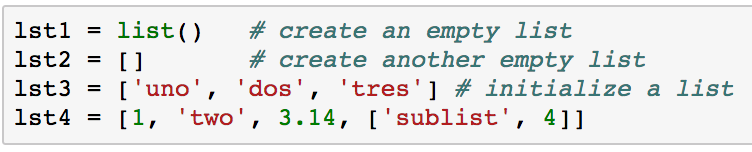 lst1 = list()   # create an empty list
lst2 = []       # create another empty list
lst3 = ['uno', 'dos', 'tres'] # initialize a list
lst4 = [1, 'two', 3.14, ['sublist', 4]]